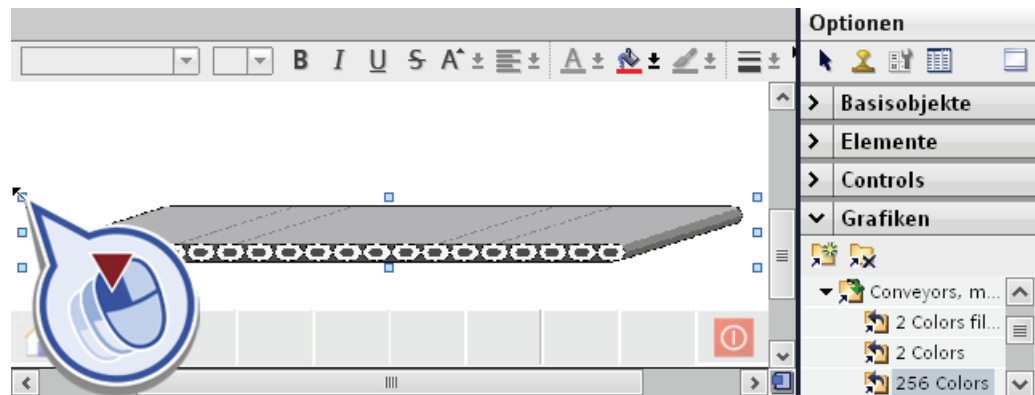 Optionen
B I U S A A
Basisobjekte
Elemente
Controls
Grafiken
Conveyors, m...
2 Colors fil...
2 Colors
256 Colors